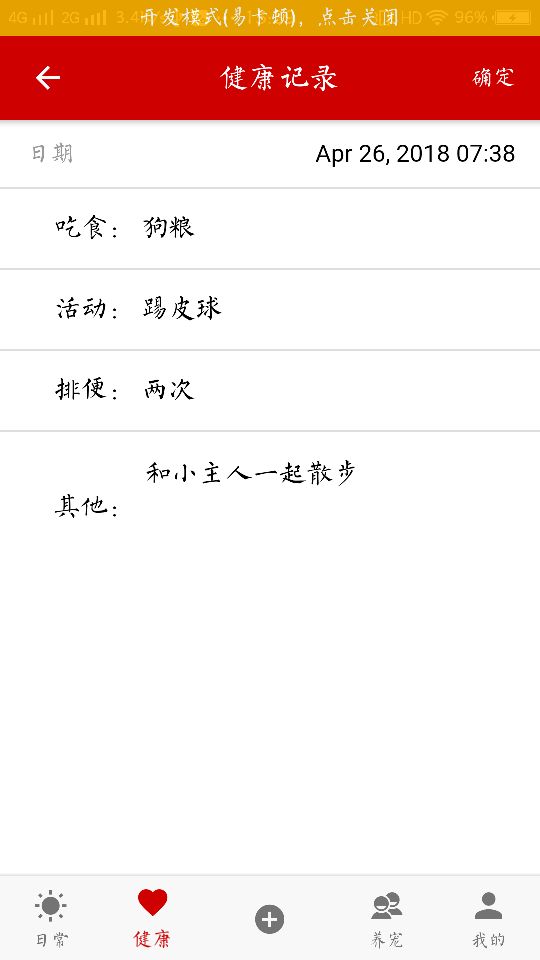 4G 2G 开发模式(易卡顿)，点击关闭 HD 96%
健康记录 确定
日期 Apr 26, 2018 07:38
吃食： 狗粮
活动： 踢皮球
排便： 两次
和小主人一起散步
其他：
日常 健康 养宠 我的